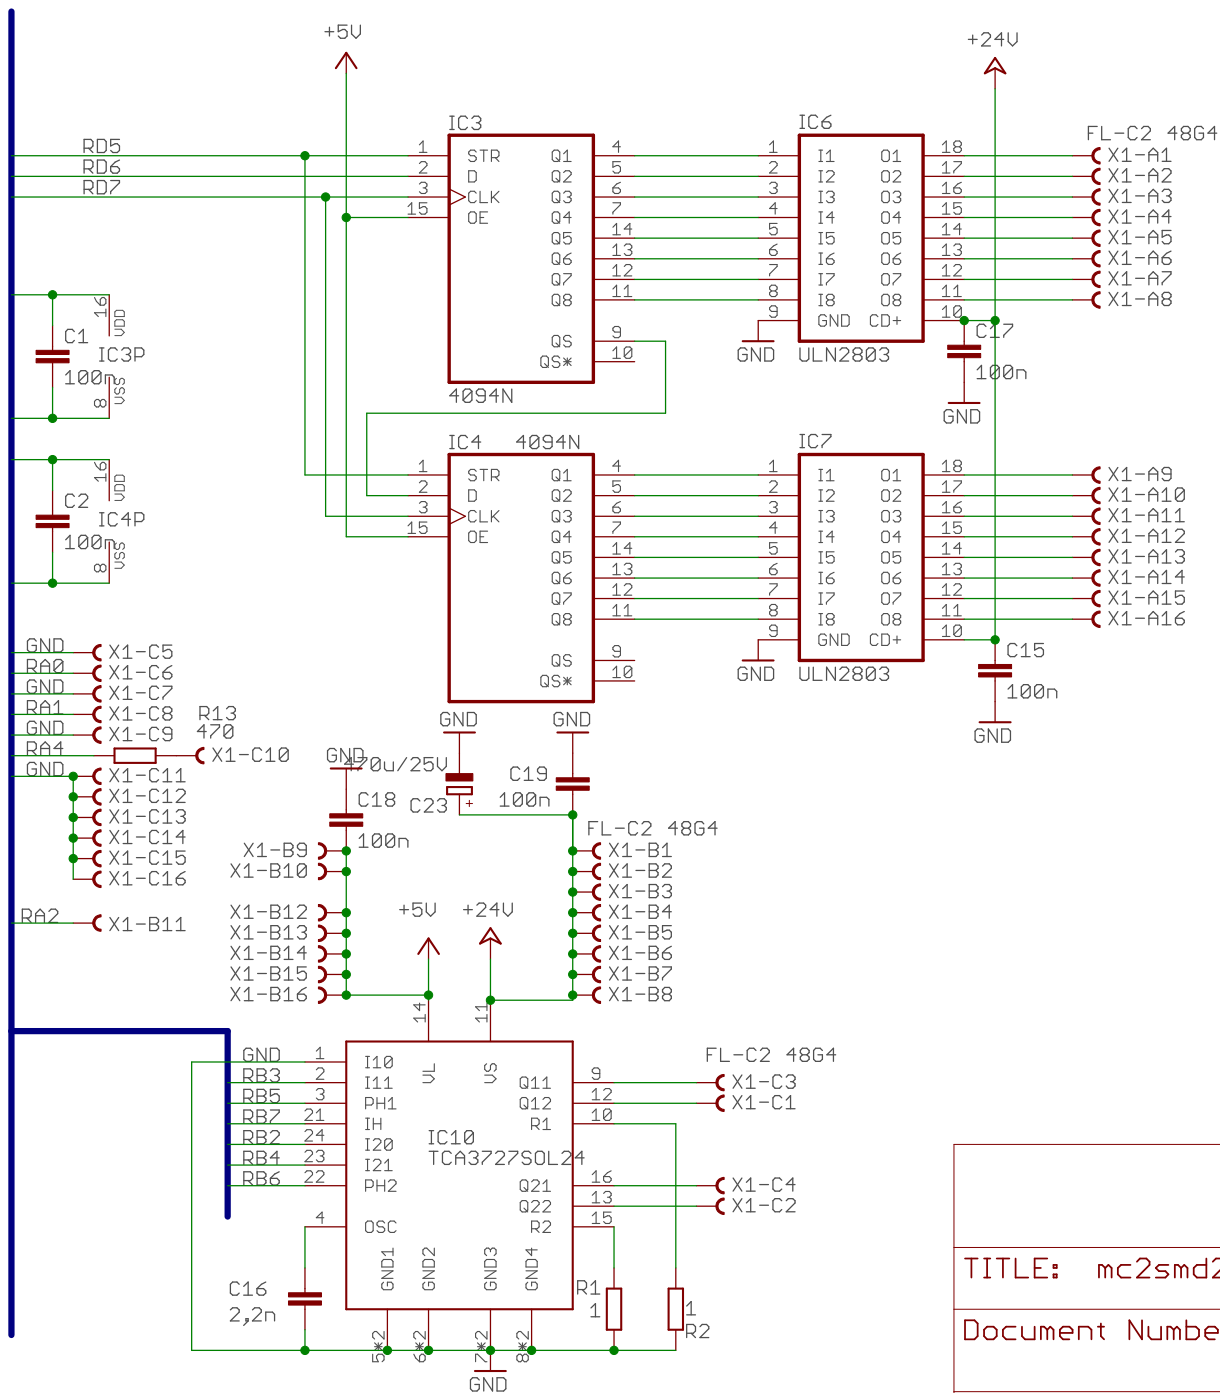 +5V
+24V
IC3
IC6
FL-C2 48G4
RD5
RD6
RD7
1 STR Q1 4
2 D Q2 5
3 CLK Q3 6
15 OE Q4 7
Q5 14
Q6 13
Q7 12
Q8 11
QS 9
QS* 10
4094N
1 I1 O1 18 X1-A1
2 I2 O2 17 X1-A2
3 I3 O3 16 X1-A3
4 I4 O4 15 X1-A4
5 I5 O5 14 X1-A5
6 I6 O6 13 X1-A6
7 I7 O7 12 X1-A7
8 I8 O8 11 X1-A8
9 GND CD+ 10
GND ULN2803
C17
100n
GND
16 VDD
C1
IC3P
100n
8 VSS
16 VDD
C2
IC4P
100n
8 VSS
IC4 4094N
1 STR Q1 4
2 D Q2 5
3 CLK Q3 6
15 OE Q4 7
Q5 14
Q6 13
Q7 12
Q8 11
QS 9
QS* 10
IC7
1 I1 O1 18 X1-A9
2 I2 O2 17 X1-A10
3 I3 O3 16 X1-A11
4 I4 O4 15 X1-A12
5 I5 O5 14 X1-A13
6 I6 O6 13 X1-A14
7 I7 O7 12 X1-A15
8 I8 O8 11 X1-A16
9 GND CD+ 10
GND ULN2803
C15
100n
GND
GND X1-C5
RA0 X1-C6
GND X1-C7
RA1 X1-C8
GND X1-C9
R13
470
RA4 X1-C10
GND X1-C11
X1-C12
X1-C13
X1-C14
X1-C15
X1-C16
RA2 X1-B11
GND
GND
GND
470u/25V
C23
+
C19
100n
C18
100n
FL-C2 48G4
X1-B9
X1-B10
X1-B12
X1-B13
X1-B14
X1-B15
X1-B16
X1-B1
X1-B2
X1-B3
X1-B4
X1-B5
X1-B6
X1-B7
X1-B8
+5V
+24V
14
11
VL
VS
GND 1 I10
RB3 2 I11
RB5 3 PH1
RB7 21 IH
RB2 24 I20
RB4 23 I21
RB6 22 PH2
4 OSC
IC10
TCA3727SOL24
FL-C2 48G4
Q11 9 X1-C3
Q12 12 X1-C1
R1 10
Q21 16 X1-C4
Q22 13 X1-C2
R2 15
GND1
GND2
GND3
GND4
5*2
6*2
7*2
8*2
C16
2,2n
R1
1
1
R2
GND
TITLE: mc2smd2
Document Numbe